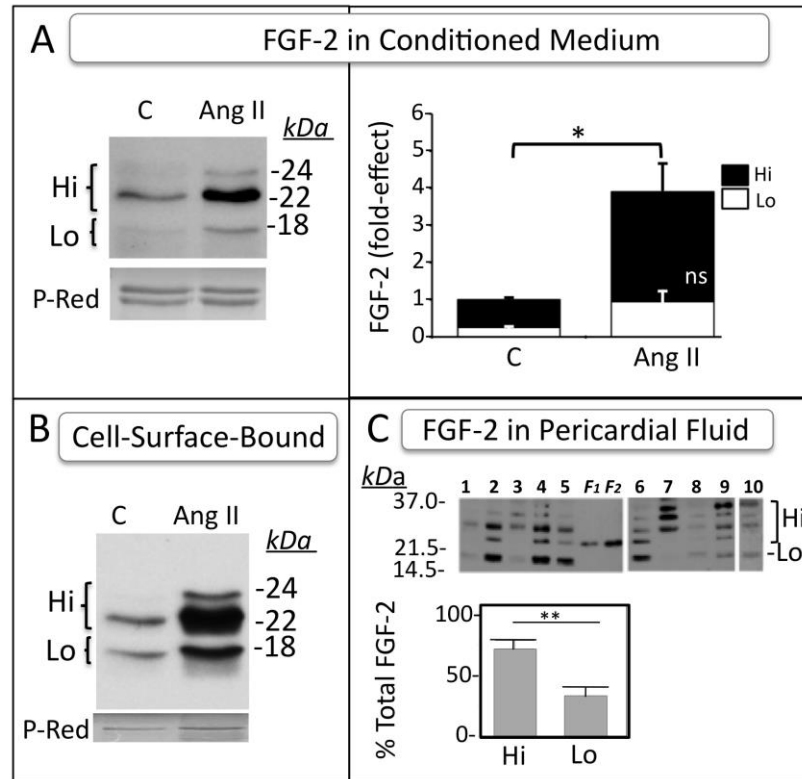 A
FGF-2 in Conditioned Medium
C Ang II
kDa
Hi
Lo
-24
-22
-18
P-Red
FGF-2 (fold-effect)
6
5
4
3
2
1
0
*
ns
Hi
Lo
C Ang II
B
Cell-Surface-Bound
C Ang II
kDa
Hi
Lo
-24
-22
-18
P-Red
C
FGF-2 in Pericardial Fluid
kDa
1 2 3 4 5 F1 F2 6 7 8 9 10
37.0-
21.5-
14.5-
Hi
-Lo
% Total FGF-2
100
50-
0-
**
Hi Lo